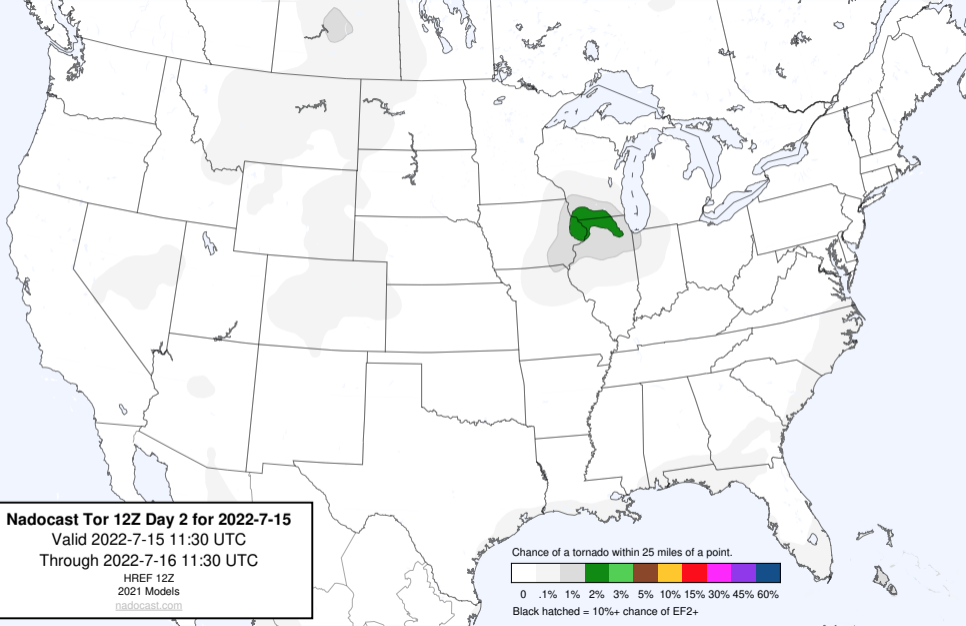 Nadocast Tor 12Z Day 2 for 2022-7-15
Valid 2022-7-15 11:30 UTC
Through 2022-7-16 11:30 UTC
HREF 12Z
2021 Models
nadocast.com
Chance of a tornado within 25 miles of a point.
0 .1% 1% 2% 3% 5% 10% 15% 30% 45% 60%
Black hatched = 10%+ chance of EF2+